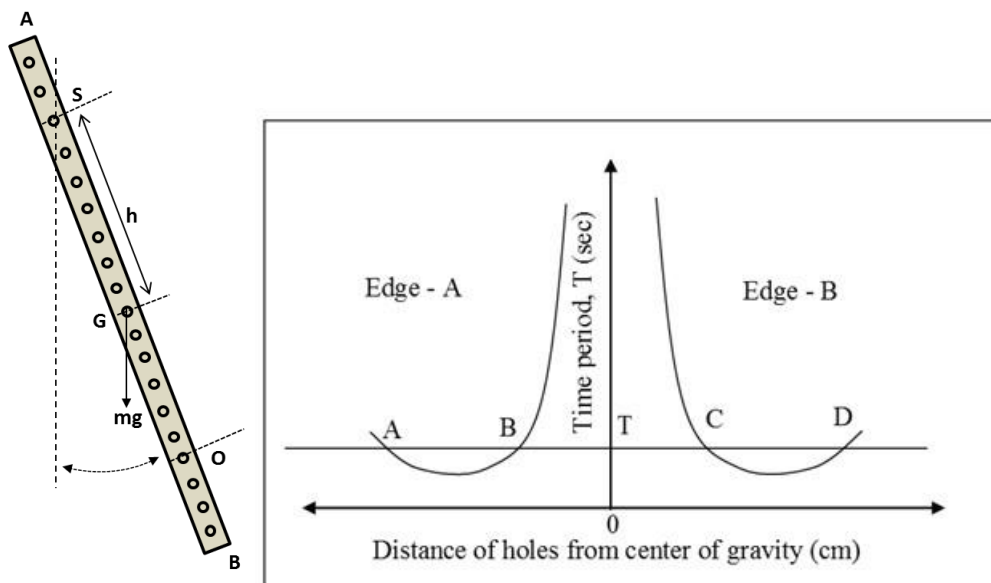 A
S
h
G
mg
O
B
Edge - A
Time period, T (sec)
Edge - B
A
B
T
C
D
0
Distance of holes from center of gravity (cm)